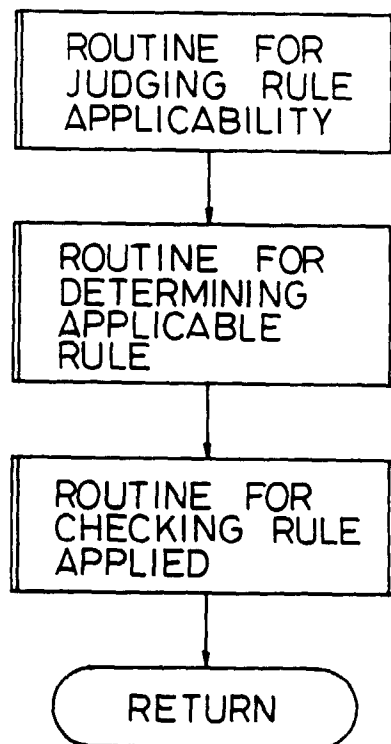 ROUTINE FOR
JUDGING RULE
APPLICABILITY
ROUTINE FOR
DETERMINING
APPLICABLE
RULE
ROUTINE FOR
CHECKING RULE
APPLIED
RETURN